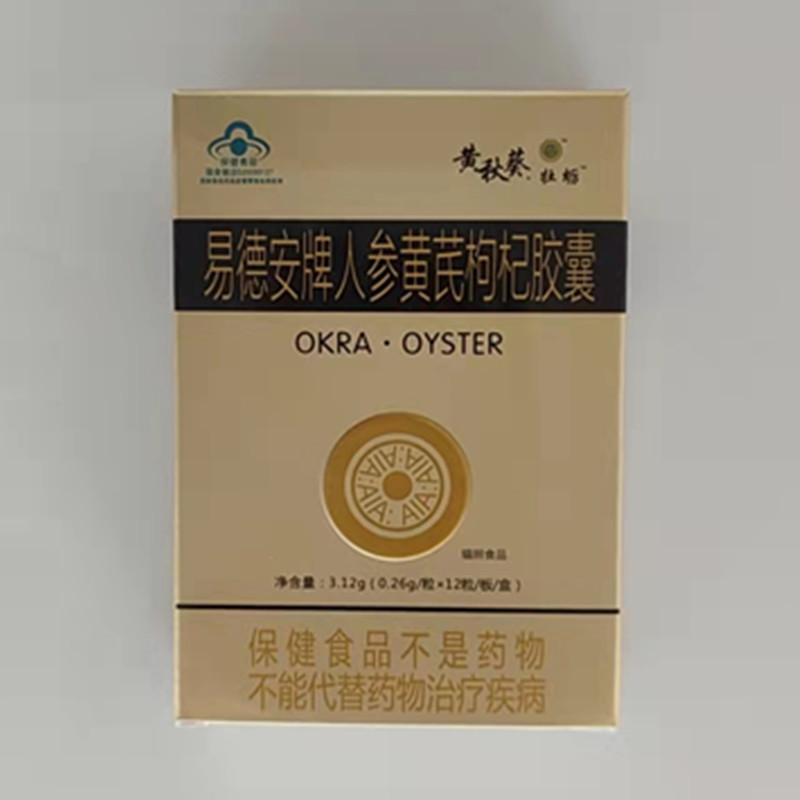 保健食品
黄秋葵
牡蛎
易德安牌人参黄芪枸杞胶囊
OKRA · OYSTER
AIA: AIA: AIA: AIA: AIA:
辐照食品
净含量：3.12g（0.26g/粒×12粒/板/盒）
保健食品不是药物
不能代替药物治疗疾病